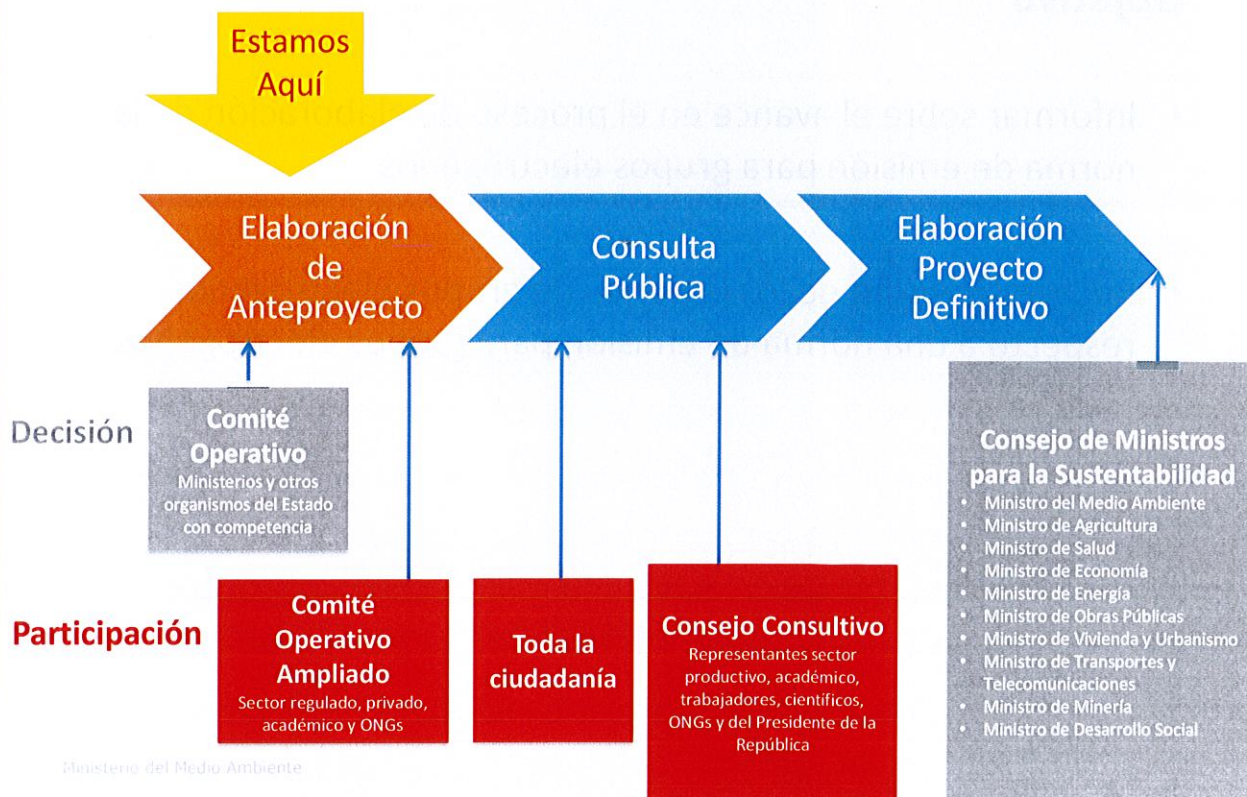 Estamos
Aquí
Elaboración
de
Anteproyecto
Consulta
Pública
Elaboración
Proyecto
Definitivo
Decisión
Comité
Operativo
Ministerios y otros
organismos del Estado
con competencia
Consejo de Ministros
para la Sustentabilidad
• Ministro del Medio Ambiente
• Ministro de Agricultura
• Ministro de Salud
• Ministro de Economía
• Ministro de Energía
• Ministro de Obras Públicas
• Ministro de Vivienda y Urbanismo
• Ministro de Transportes y
Telecomunicaciones
• Ministro de Minería
• Ministro de Desarrollo Social
Participación
Comité
Operativo
Ampliado
Sector regulado, privado,
académico y ONGs
Toda la
ciudadanía
Consejo Consultivo
Representantes sector
productivo, académico,
trabajadores, científicos,
ONGs y del Presidente de la
República
Ministerio del Medio Ambiente